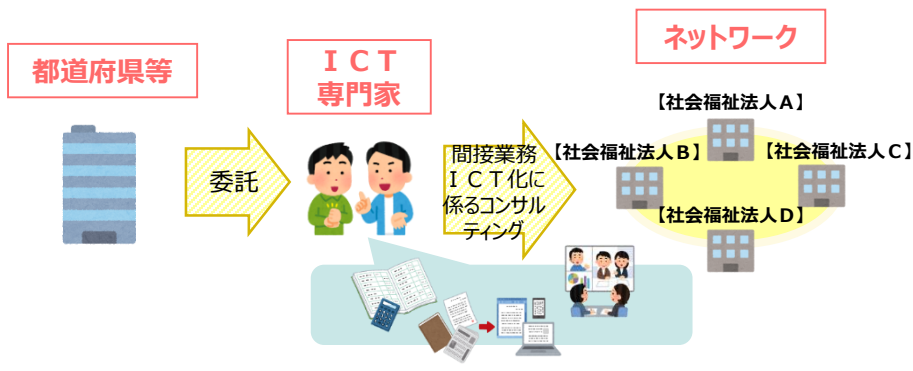 都道府県等
ＩＣＴ
専門家
ネットワーク
委託
間接業務
ＩＣＴ化に
係るコンサル
ティング
【社会福祉法人Ａ】
【社会福祉法人Ｂ】
【社会福祉法人Ｃ】
【社会福祉法人Ｄ】